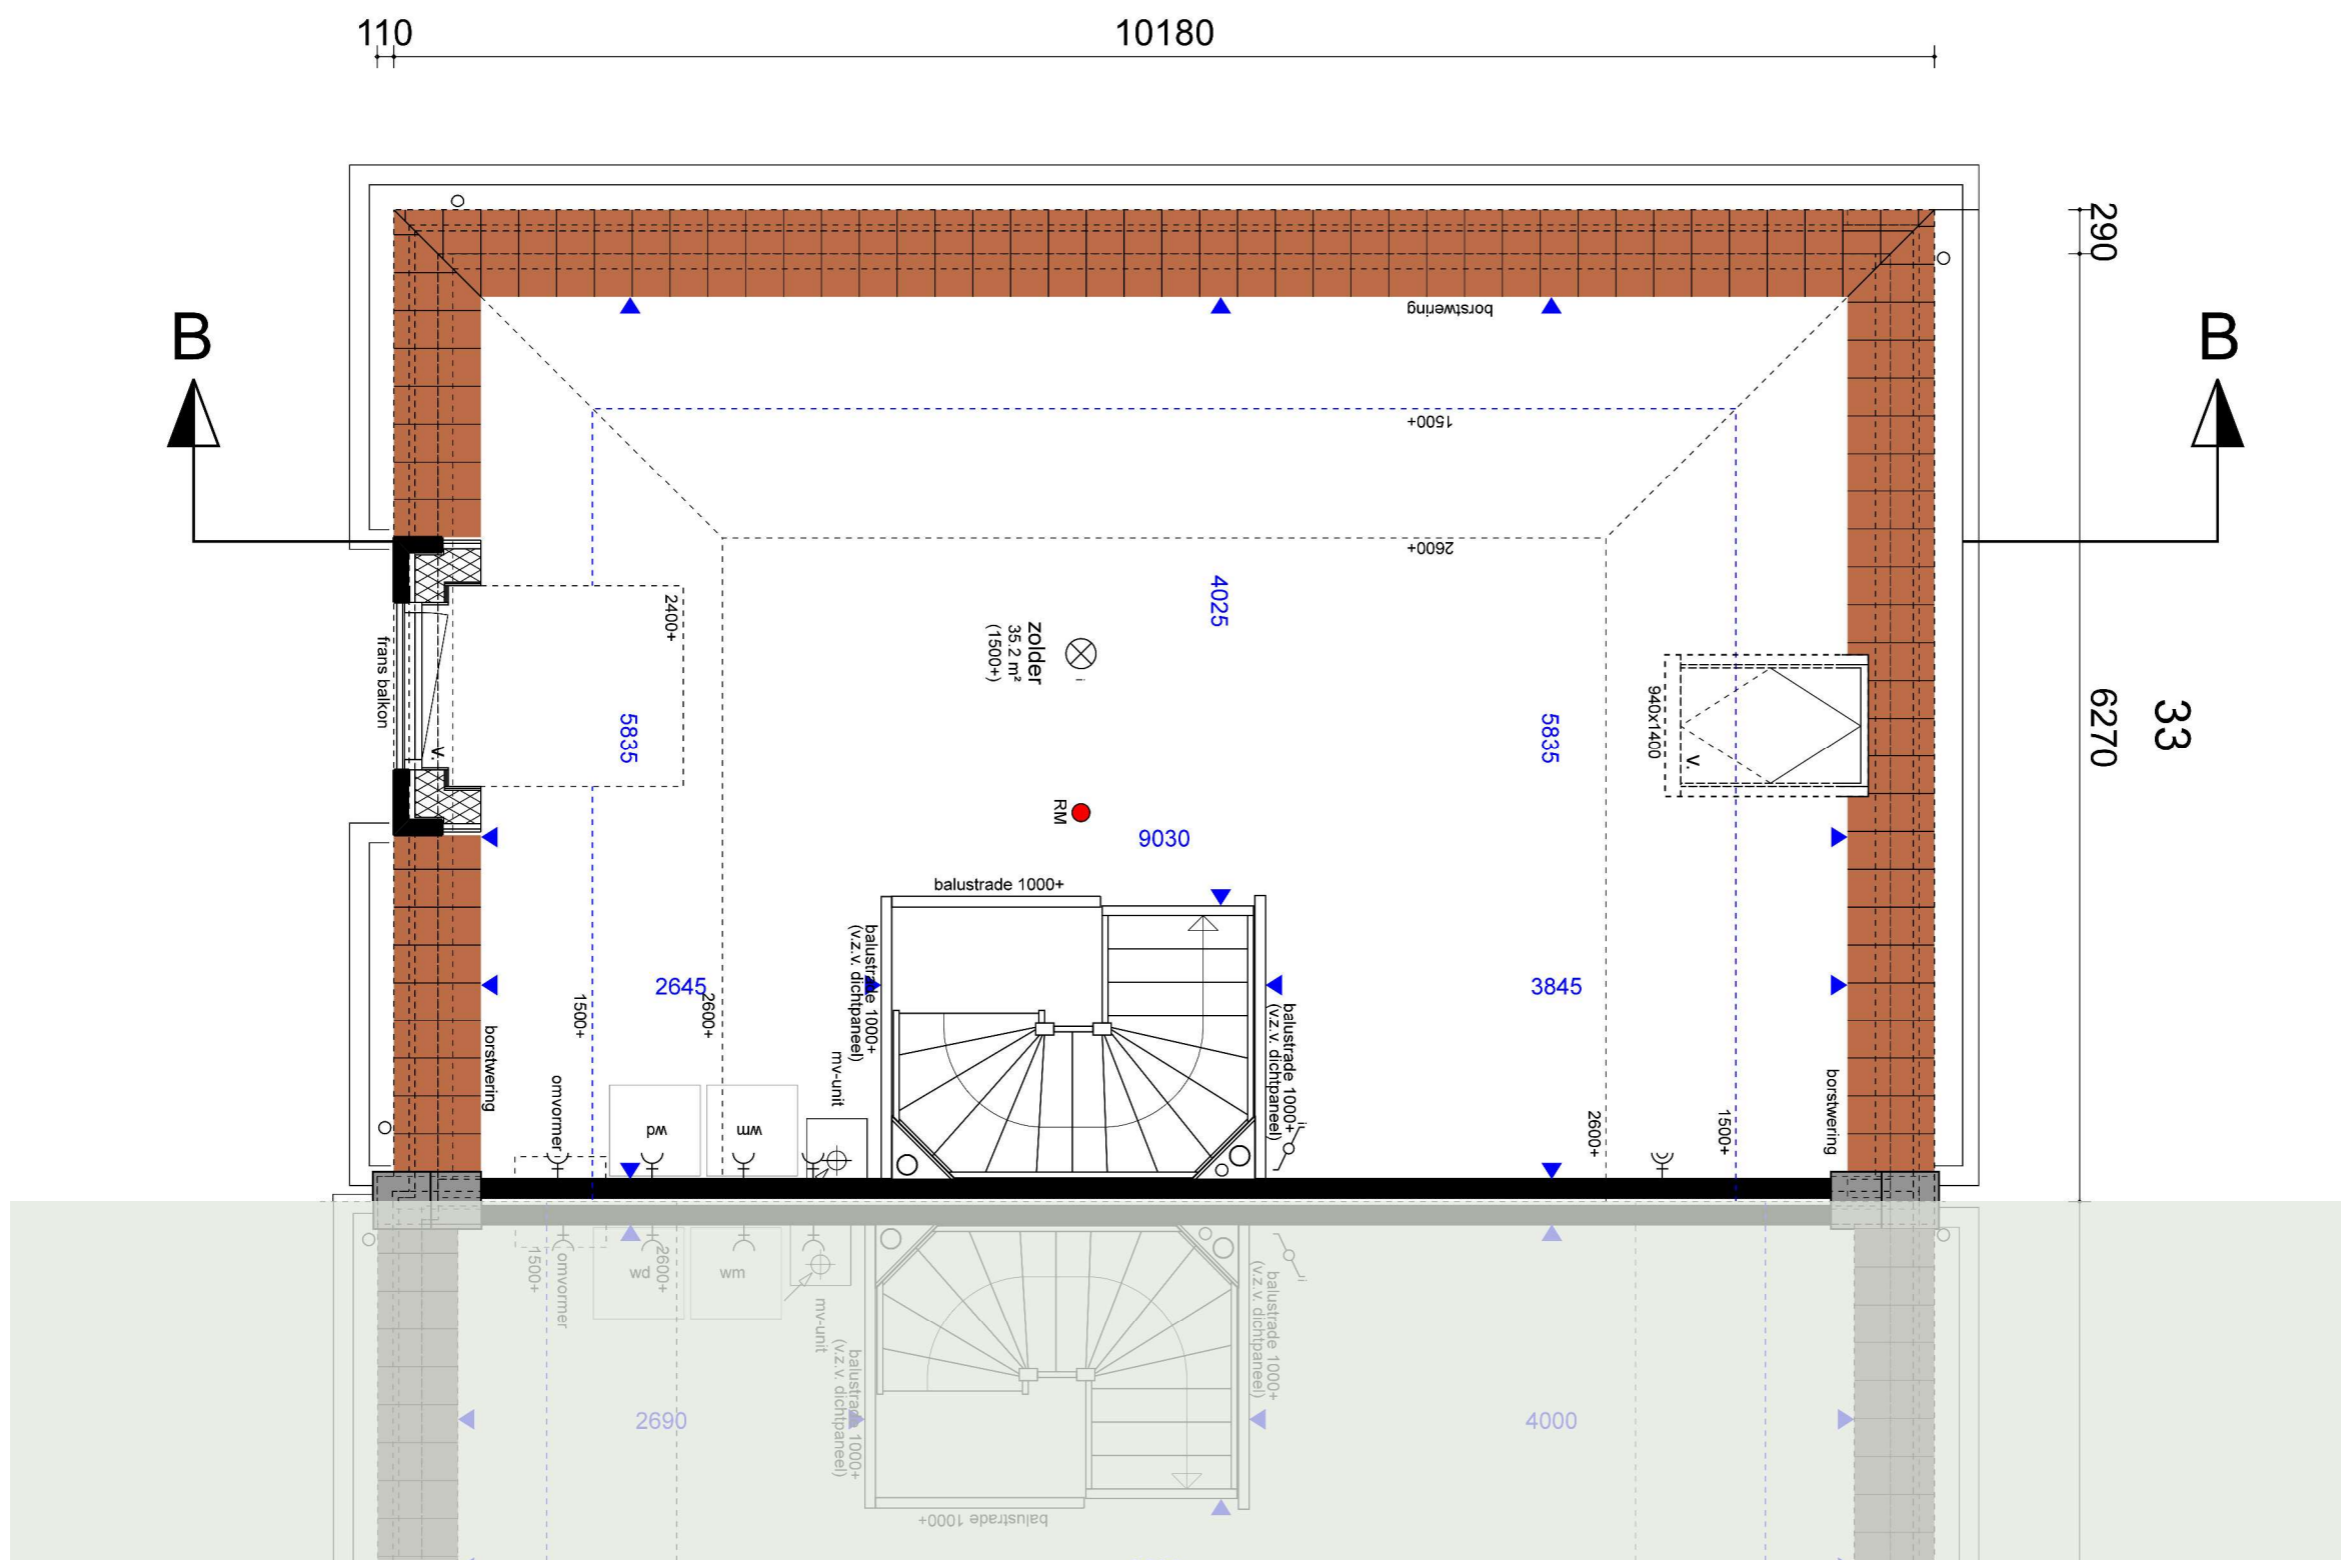 110
10180
290
B
B
borstwering
1500+
2600+
4025
zolder
35.2 m²
(1500+)
i
2400+
frans balkon
V.
5835
5835
940x1400
V.
6270
33
RM
9030
balustrade 1000+
balustrade 1000+
(v.z.v. dichtpaneel)
2645
3845
1500+
2600+
balustrade 1000+
(v.z.v. dichtpaneel)
borstwering
mv-unit
omvormer
wd
wm
i
2600+
1500+
borstwering
1500+
omvormer
2600+
wd
wm
mv-unit
balustrade 1000+
(v.z.v. dichtpaneel)
i
balustrade 1000+
(v.z.v. dichtpaneel)
2690
4000
balustrade 1000+